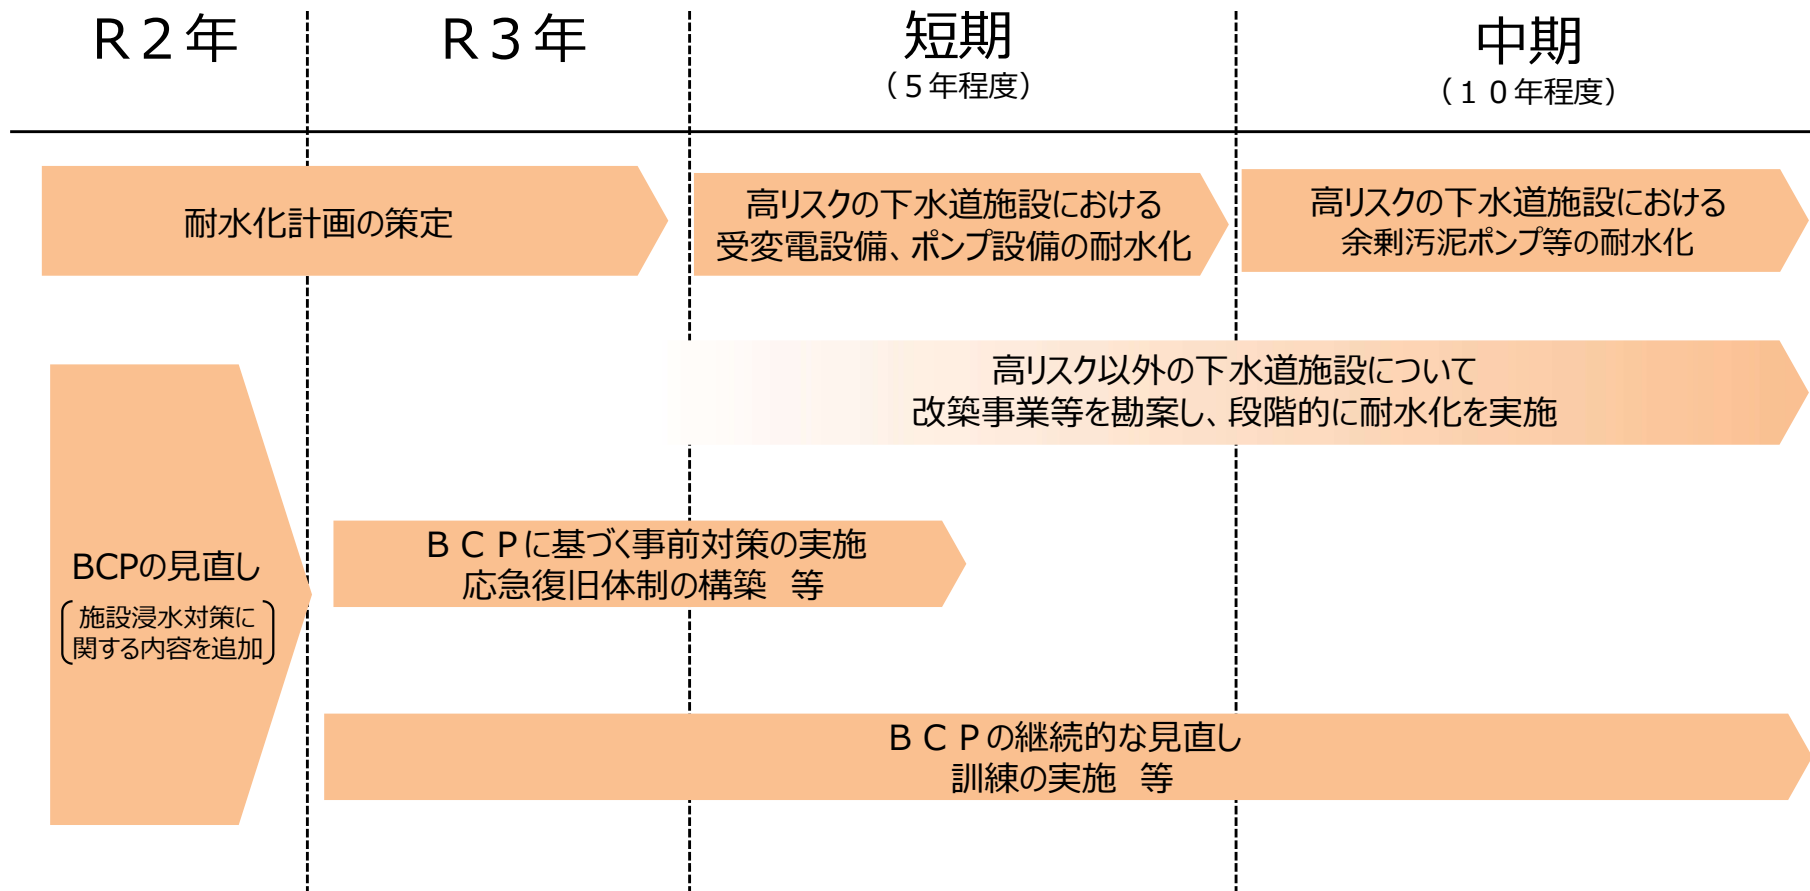 R２年
R３年
短期
（５年程度）
中期
（１０年程度）
耐水化計画の策定
高リスクの下水道施設における
受変電設備、ポンプ設備の耐水化
高リスクの下水道施設における
余剰汚泥ポンプ等の耐水化
高リスク以外の下水道施設について
改築事業等を勘案し、段階的に耐水化を実施
BCPの見直し
施設浸水対策に
関する内容を追加
ＢＣＰに基づく事前対策の実施
応急復旧体制の構築　等
ＢＣＰの継続的な見直し
訓練の実施　等